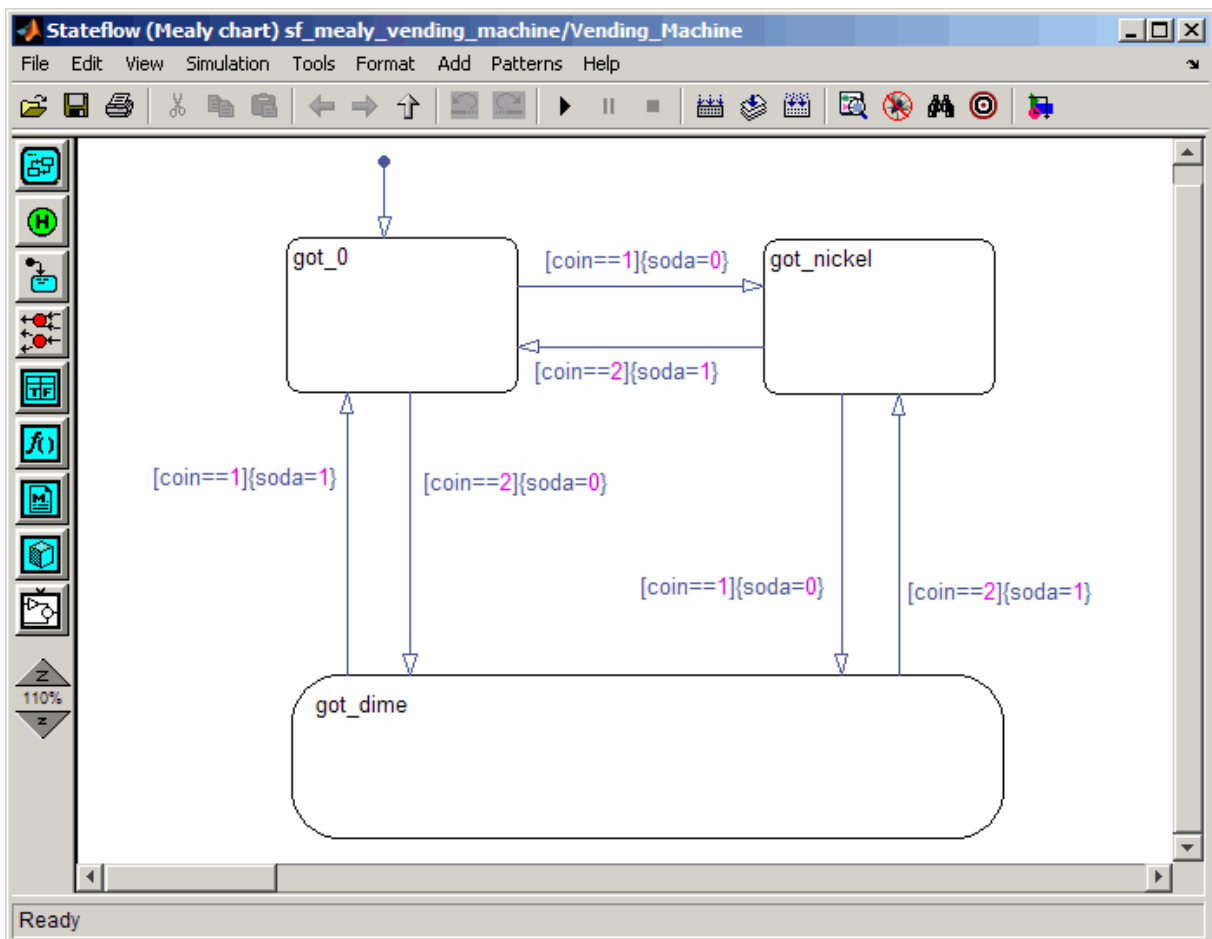 Stateflow (Mealy chart) sf_mealy_vending_machine/Vending_Machine
File Edit View Simulation Tools Format Add Patterns Help
got_0
[coin==1]{soda=0}
got_nickel
[coin==2]{soda=1}
[coin==1]{soda=1}
[coin==2]{soda=0}
[coin==1]{soda=0}
[coin==2]{soda=1}
got_dime
H
TF
f()
M
Z
110%
Z
Ready